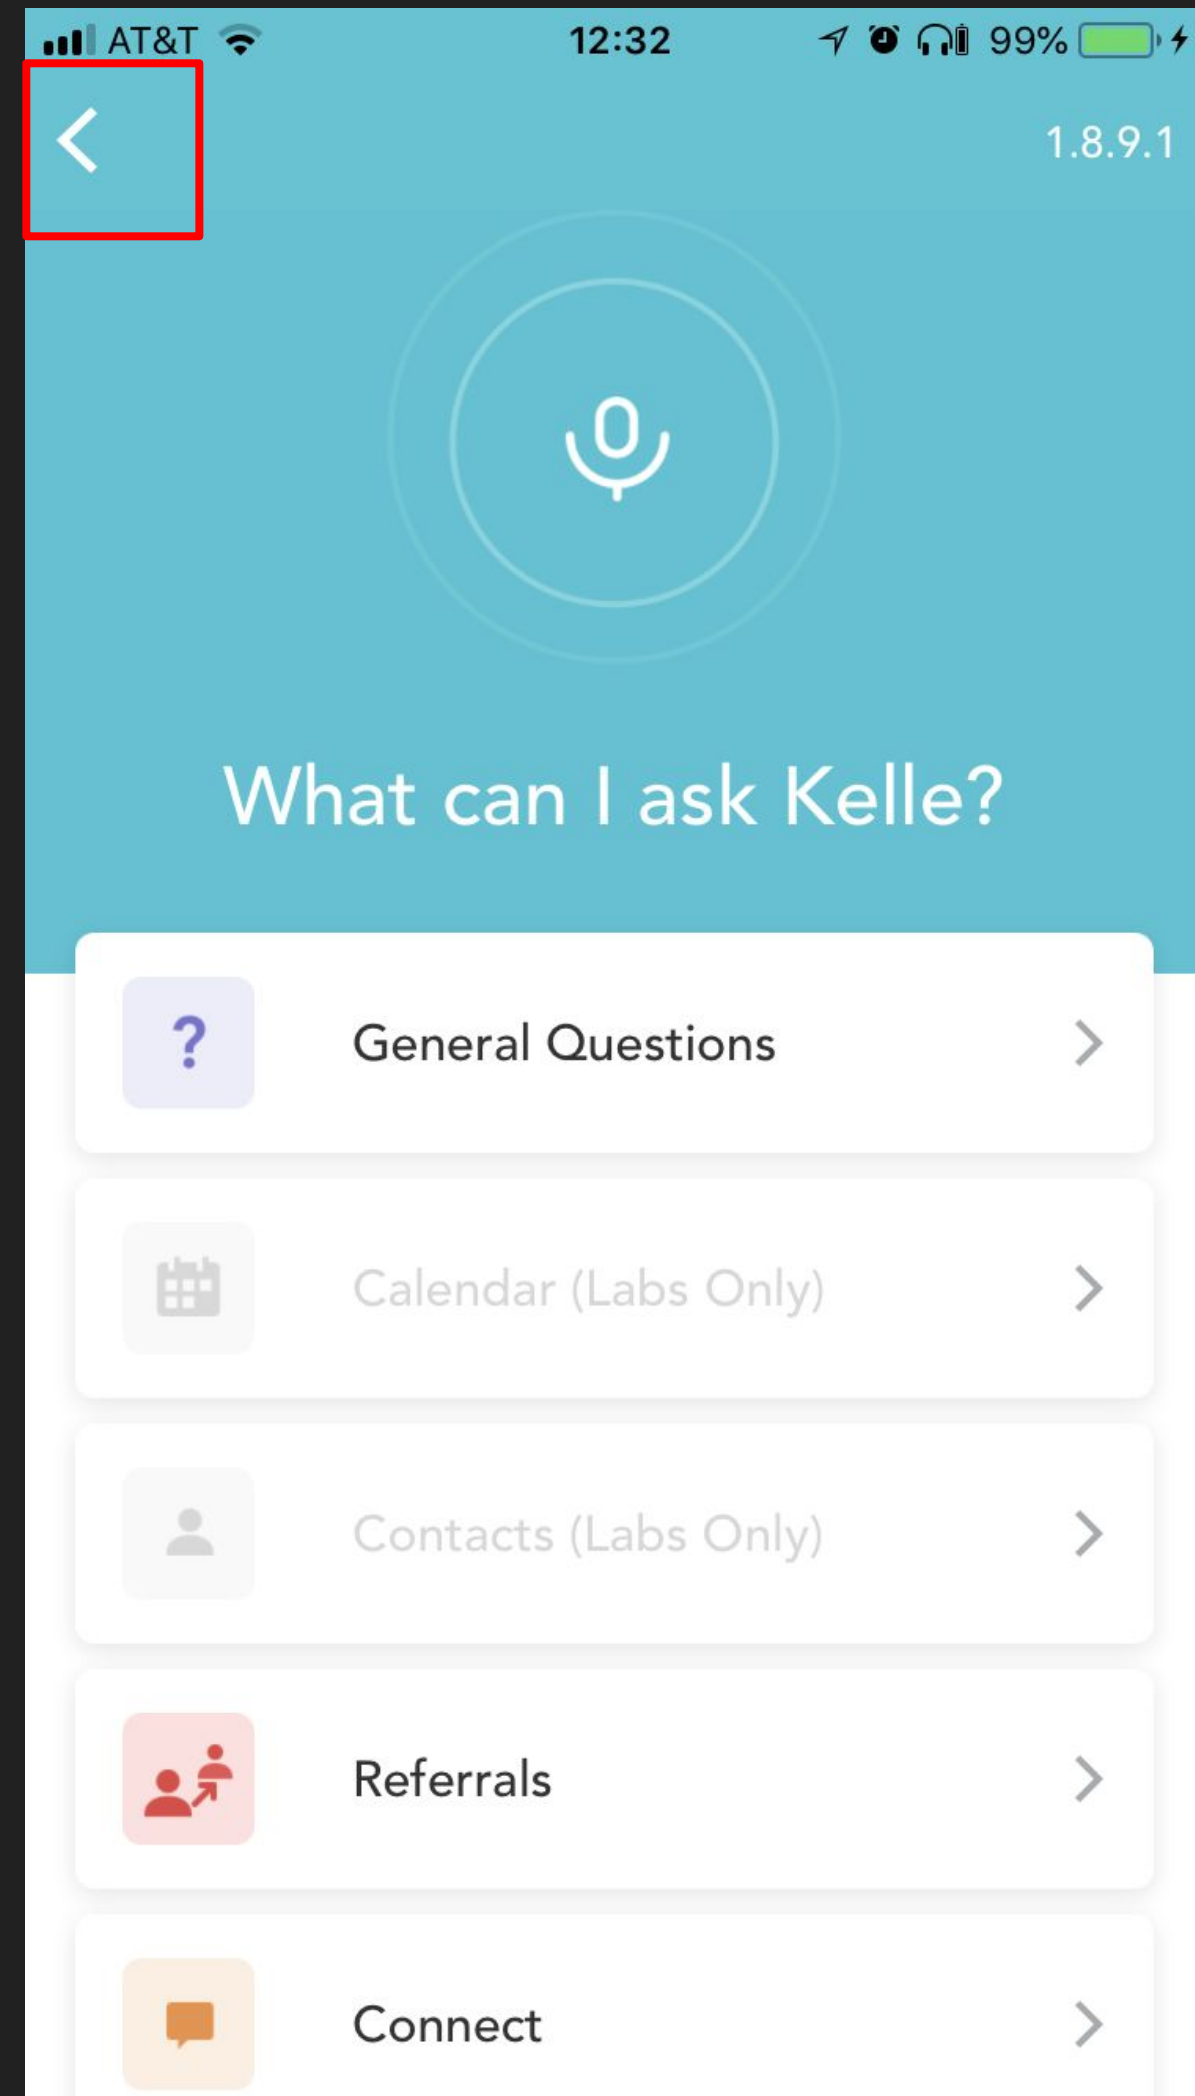 AT&T 12:32 99%
1.8.9.1
What can I ask Kelle?
? General Questions
Calendar (Labs Only)
Contacts (Labs Only)
Referrals
Connect